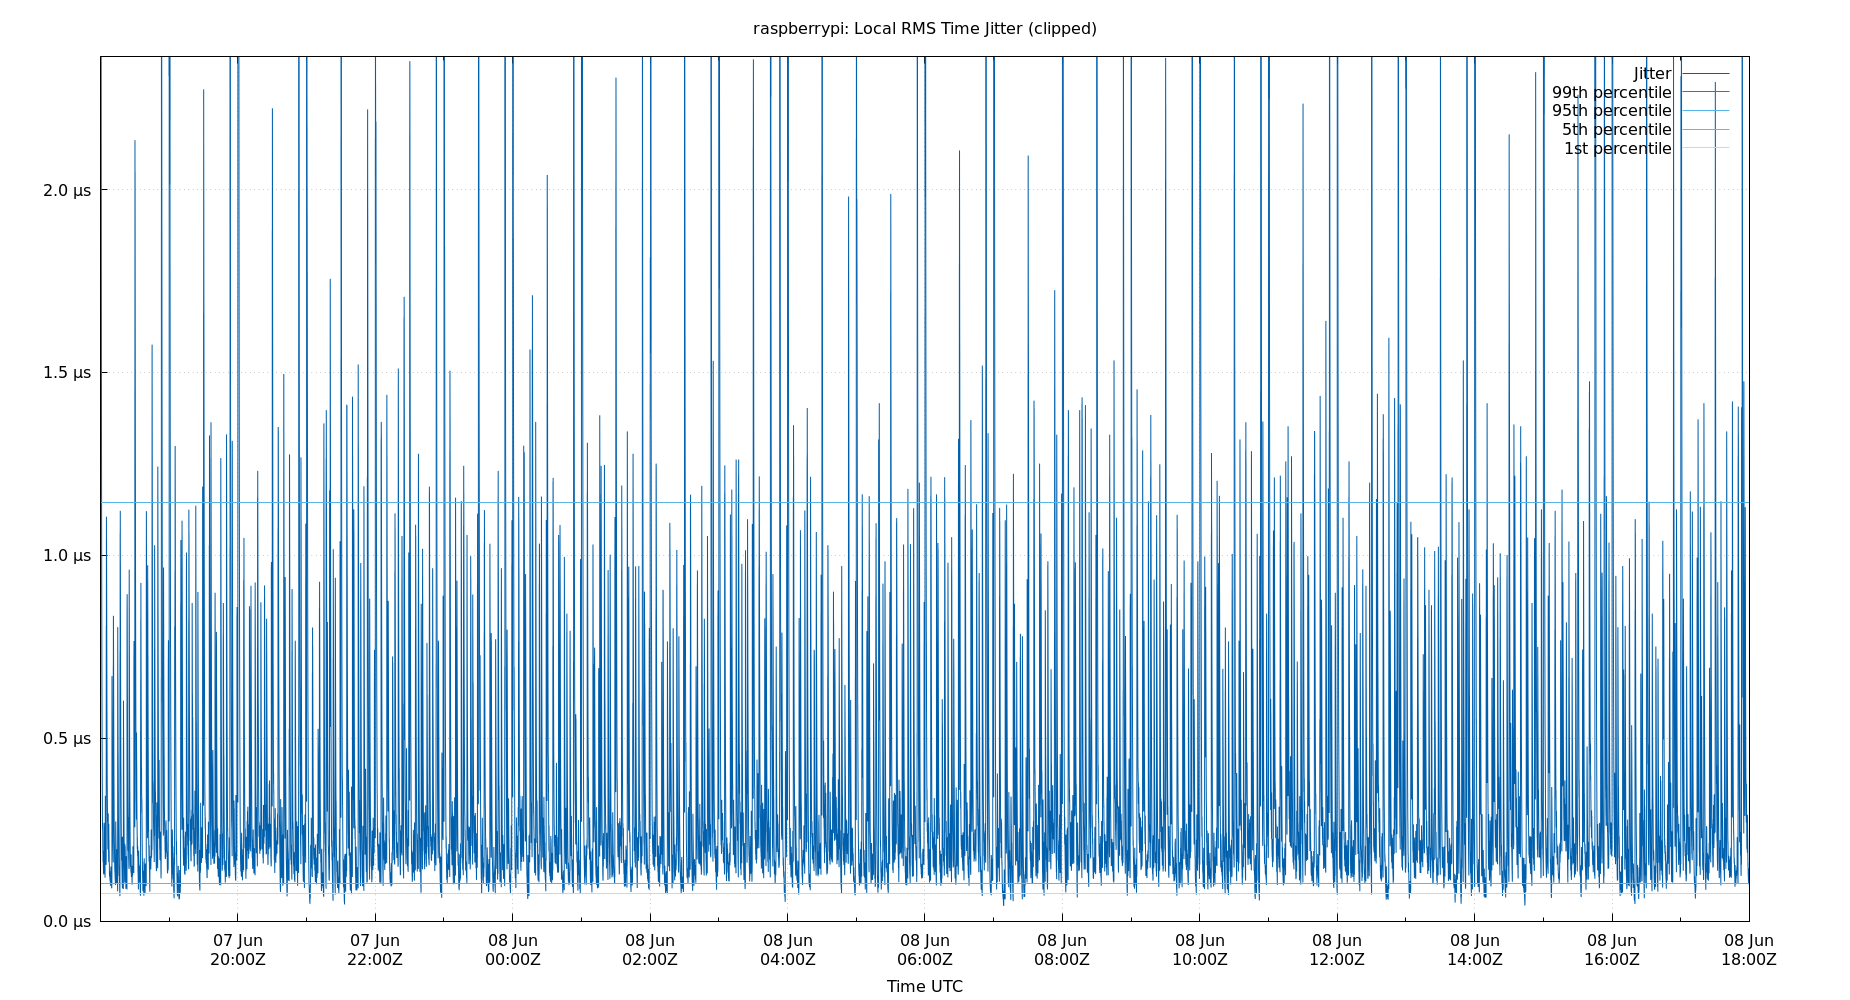 raspberrypi: Local RMS Time Jitter (clipped)
Jitter
99th percentile
95th percentile
5th percentile
1st percentile
2.0 µs
1.5 µs
1.0 µs
0.5 µs
0.0 µs
07 Jun 07 Jun 08 Jun 08 Jun 08 Jun 08 Jun 08 Jun 08 Jun 08 Jun 08 Jun 08 Jun 08 Jun
20:00Z 22:00Z 00:00Z 02:00Z 04:00Z 06:00Z 08:00Z 10:00Z 12:00Z 14:00Z 16:00Z 18:00Z
Time UTC